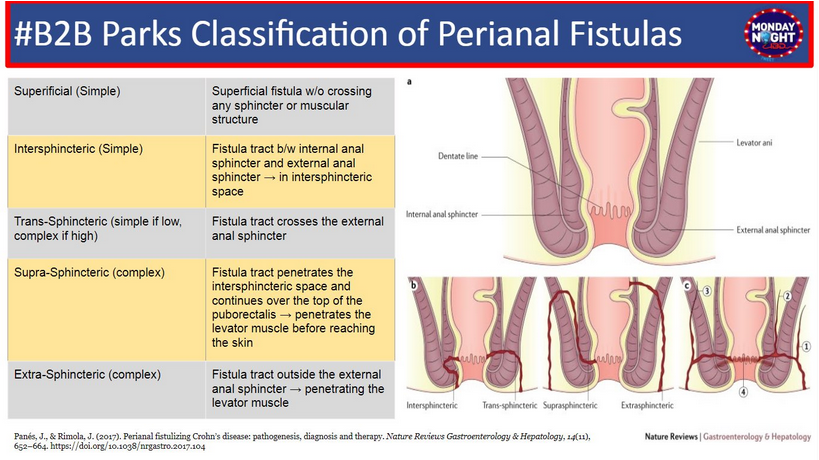 #B2B Parks Classification of Perianal Fistulas
MONDAY
NIGHT
IBD
Superificial (Simple)
Superficial fistula w/o crossing
any sphincter or muscular
structure
Intersphincteric (Simple)
Fistula tract b/w internal anal
sphincter and external anal
sphincter → in intersphincteric
space
Trans-Sphincteric (simple if low,
complex if high)
Fistula tract crosses the external
anal sphincter
Supra-Sphincteric (complex)
Fistula tract penetrates the
intersphincteric space and
continues over the top of the
puborectalis → penetrates the
levator muscle before reaching
the skin
Extra-Sphincteric (complex)
Fistula tract outside the external
anal sphincter → penetrating the
levator muscle
a
Dentate line
Levator ani
Internal anal sphincter
External anal sphincter
b
Intersphincteric
Trans-sphincteric
Suprasphincteric
Extrasphincteric
c
3
2
1
4
Panés, J., & Rimola, J. (2017). Perianal fistulizing Crohn's disease: pathogenesis, diagnosis and therapy. Nature Reviews Gastroenterology & Hepatology, 14(11),
652–664. https://doi.org/10.1038/nrgastro.2017.104
Nature Reviews | Gastroenterology & Hepatology